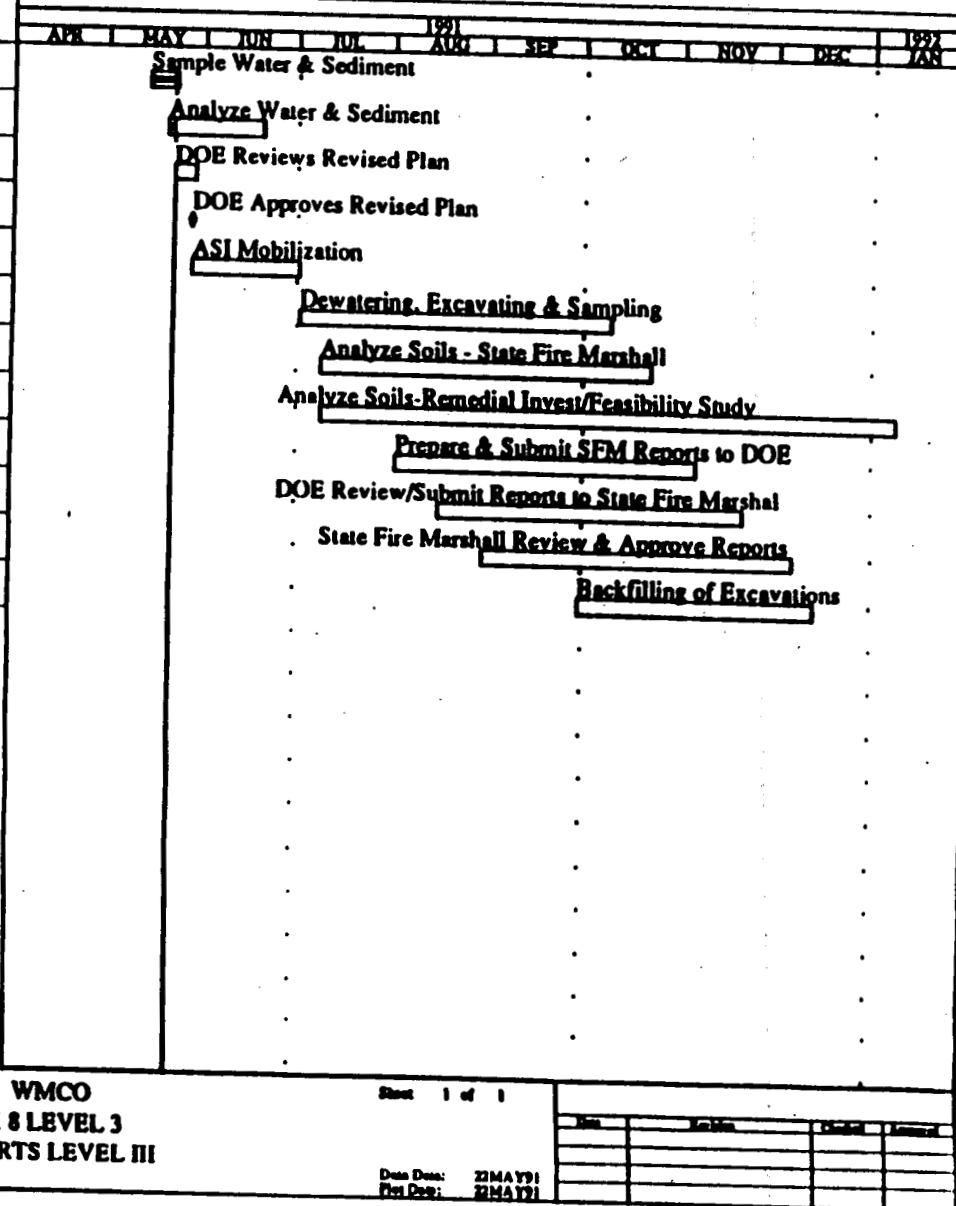 1991
1992
APR MAY JUN JUL AUG SEP OCT NOV DEC JAN
Sample Water & Sediment
Analyze Water & Sediment
DOE Reviews Revised Plan
DOE Approves Revised Plan
ASI Mobilization
Dewatering, Excavating & Sampling
Analyze Soils - State Fire Marshall
Analyze Soils-Remedial Invest/Feasibility Study
Prepare & Submit SFM Reports to DOE
DOE Review/Submit Reports to State Fire Marshal
State Fire Marshall Review & Approve Reports
Backfilling of Excavations
WMCO
8 LEVEL 3
RTS LEVEL III
Sheet 1 of 1
Data Date: 22MAY91
Plot Date: 22MAY91
Date Revision Checked